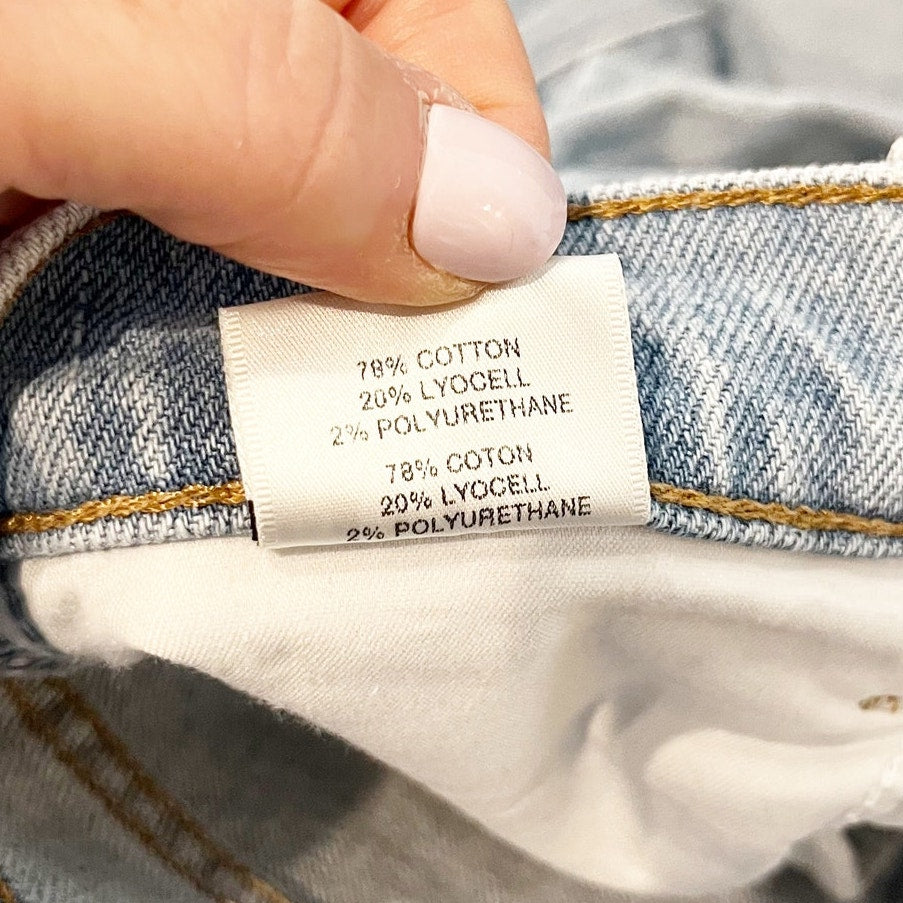 78% COTTON
20% LYOCELL
2% POLYURETHANE
78% COTON
20% LYOCELL
2% POLYURETHANE